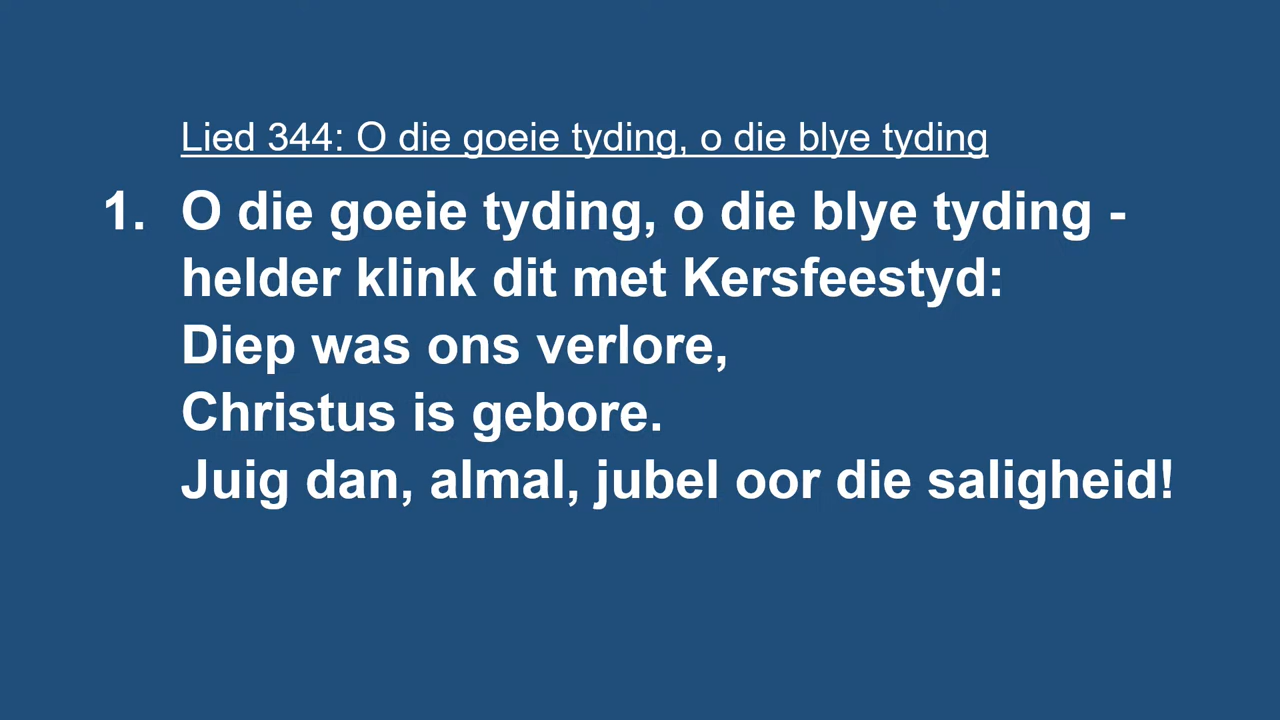 Lied 344: O die goeie tyding, o die blye tyding
1. O die goeie tyding, o die blye tyding -
helder klink dit met Kersfeestyd:
Diep was ons verlore,
Christus is gebore.
Juig dan, almal, jubel oor die saligheid!